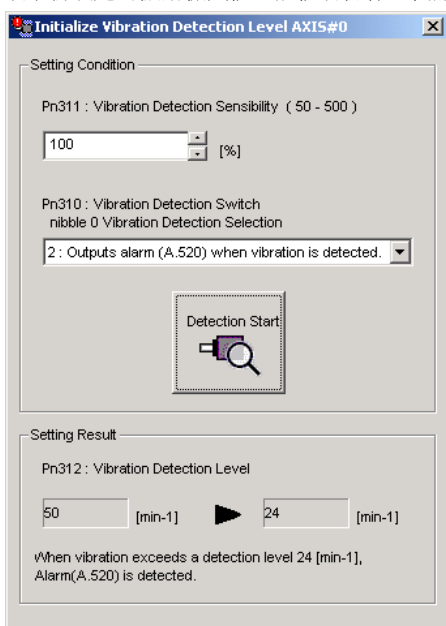 Initialize Vibration Detection Level AXIS#0
Setting Condition
Pn311 : Vibration Detection Sensibility ( 50 - 500 )
100
[%]
Pn310 : Vibration Detection Switch
nibble 0 Vibration Detection Selection
2 : Outputs alarm (A.520) when vibration is detected.
Detection Start
Setting Result
Pn312 : Vibration Detection Level
50 [min-1] 24 [min-1]
When vibration exceeds a detection level 24 [min-1],
Alarm(A.520) is detected.